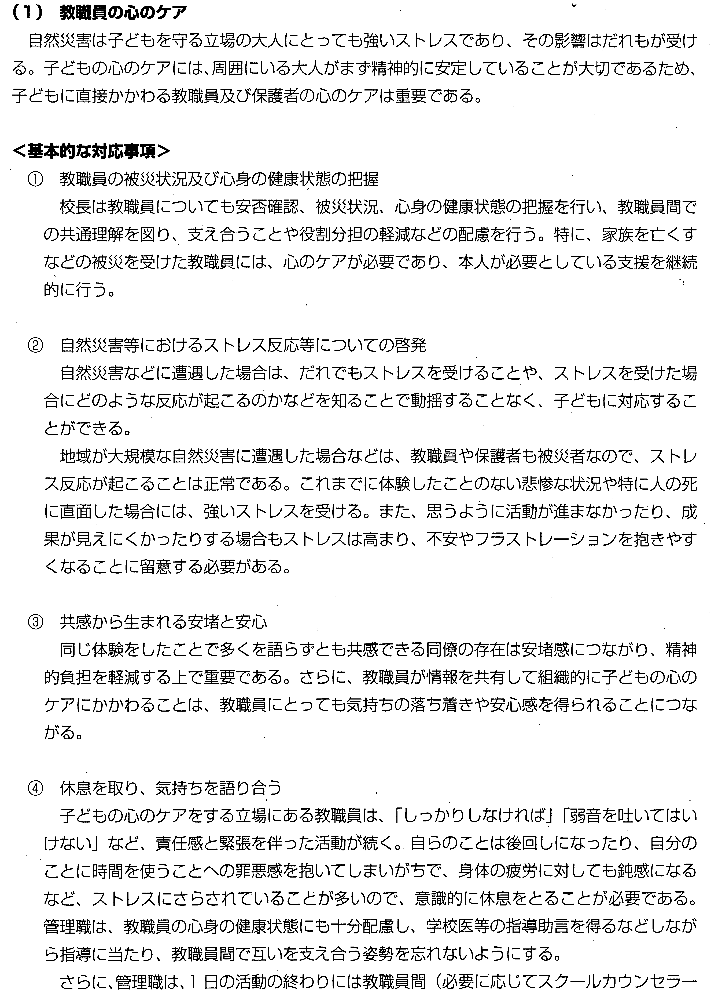 （１）　教職員の心のケア
自然災害は子どもを守る立場の大人にとっても強いストレスであり、その影響はだれもが受け
る。子どもの心のケアには、周囲にいる大人がまず精神的に安定していることが大切であるため、
子どもに直接かかわる教職員及び保護者の心のケアは重要である。
＜基本的な対応事項＞
①　教職員の被災状況及び心身の健康状態の把握
校長は教職員についても安否確認、被災状況、心身の健康状態の把握を行い、教職員間で
の共通理解を図り、支え合うことや役割分担の軽減などの配慮を行う。特に、家族を亡くす
などの被災を受けた教職員には、心のケアが必要であり、本人が必要としている支援を継続
的に行う。
②　自然災害等におけるストレス反応等についての啓発
自然災害などに遭遇した場合は、だれでもストレスを受けることや、ストレスを受けた場
合にどのような反応が起こるのかなどを知ることで動揺することなく、子どもに対応するこ
とができる。
地域が大規模な自然災害に遭遇した場合などは、教職員や保護者も被災者なので、ストレ
ス反応が起こることは正常である。これまでに体験したことのない悲惨な状況や特に人の死
に直面した場合には、強いストレスを受ける。また、思うように活動が進まなかったり、成
果が見えにくかったりする場合もストレスは高まり、不安やフラストレーションを抱きやす
くなることに留意する必要がある。
③　共感から生まれる安堵と安心
同じ体験をしたことで多くを語らずとも共感できる同僚の存在は安堵感につながり、精神
的負担を軽減する上で重要である。さらに、教職員が情報を共有して組織的に子どもの心の
ケアにかかわることは、教職員にとっても気持ちの落ち着きや安心感を得られることにつな
がる。
④　休息を取り、気持ちを語り合う
子どもの心のケアをする立場にある教職員は、「しっかりしなければ」「弱音を吐いてはい
けない」など、責任感と緊張を伴った活動が続く。自らのことは後回しになったり、自分の
ことに時間を使うことへの罪悪感を抱いてしまいがちで、身体の疲労に対しても鈍感になる
など、ストレスにさらされていることが多いので、意識的に休息をとることが必要である。
管理職は、教職員の心身の健康状態にも十分配慮し、学校医等の指導助言を得るなどしなが
ら指導に当たり、教職員間で互いを支え合う姿勢を忘れないようにする。
さらに、管理職は、１日の活動の終わりには教職員間（必要に応じてスクールカウンセラー